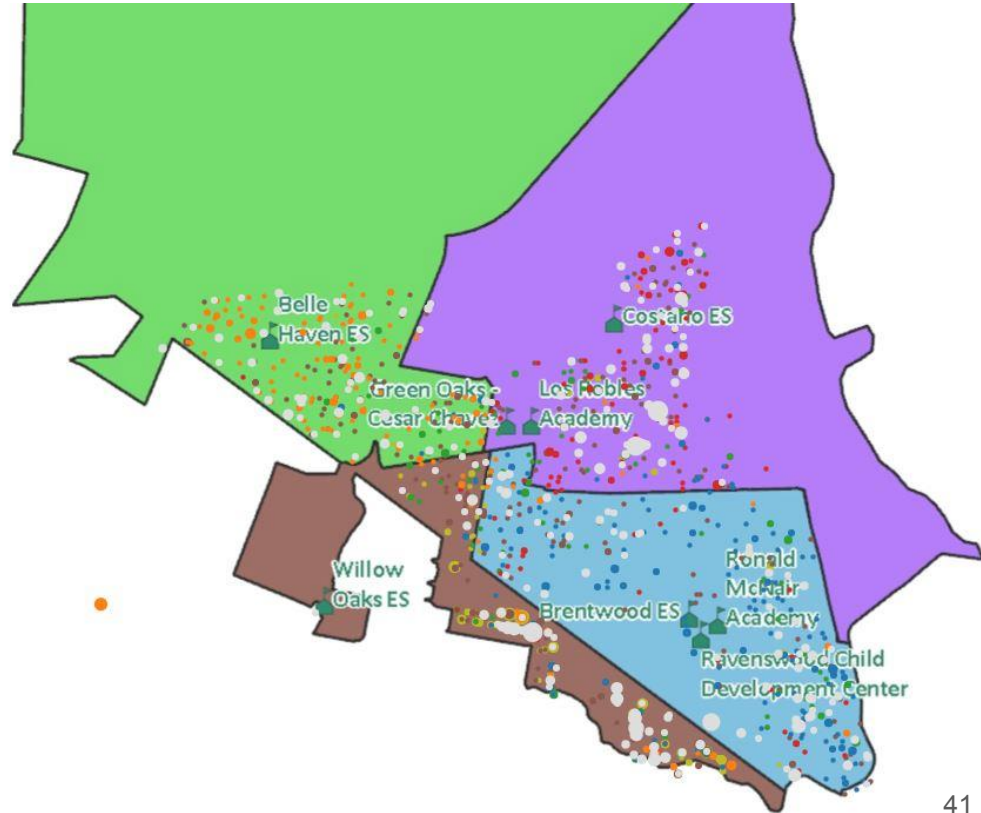 Belle
Haven ES
Costaño ES
Green Oaks -
Cesar Chavez
Los Robles
Academy
Willow
Oaks ES
Brentwood ES
Ronald
McNair
Academy
Ravenswood Child
Development Center
41